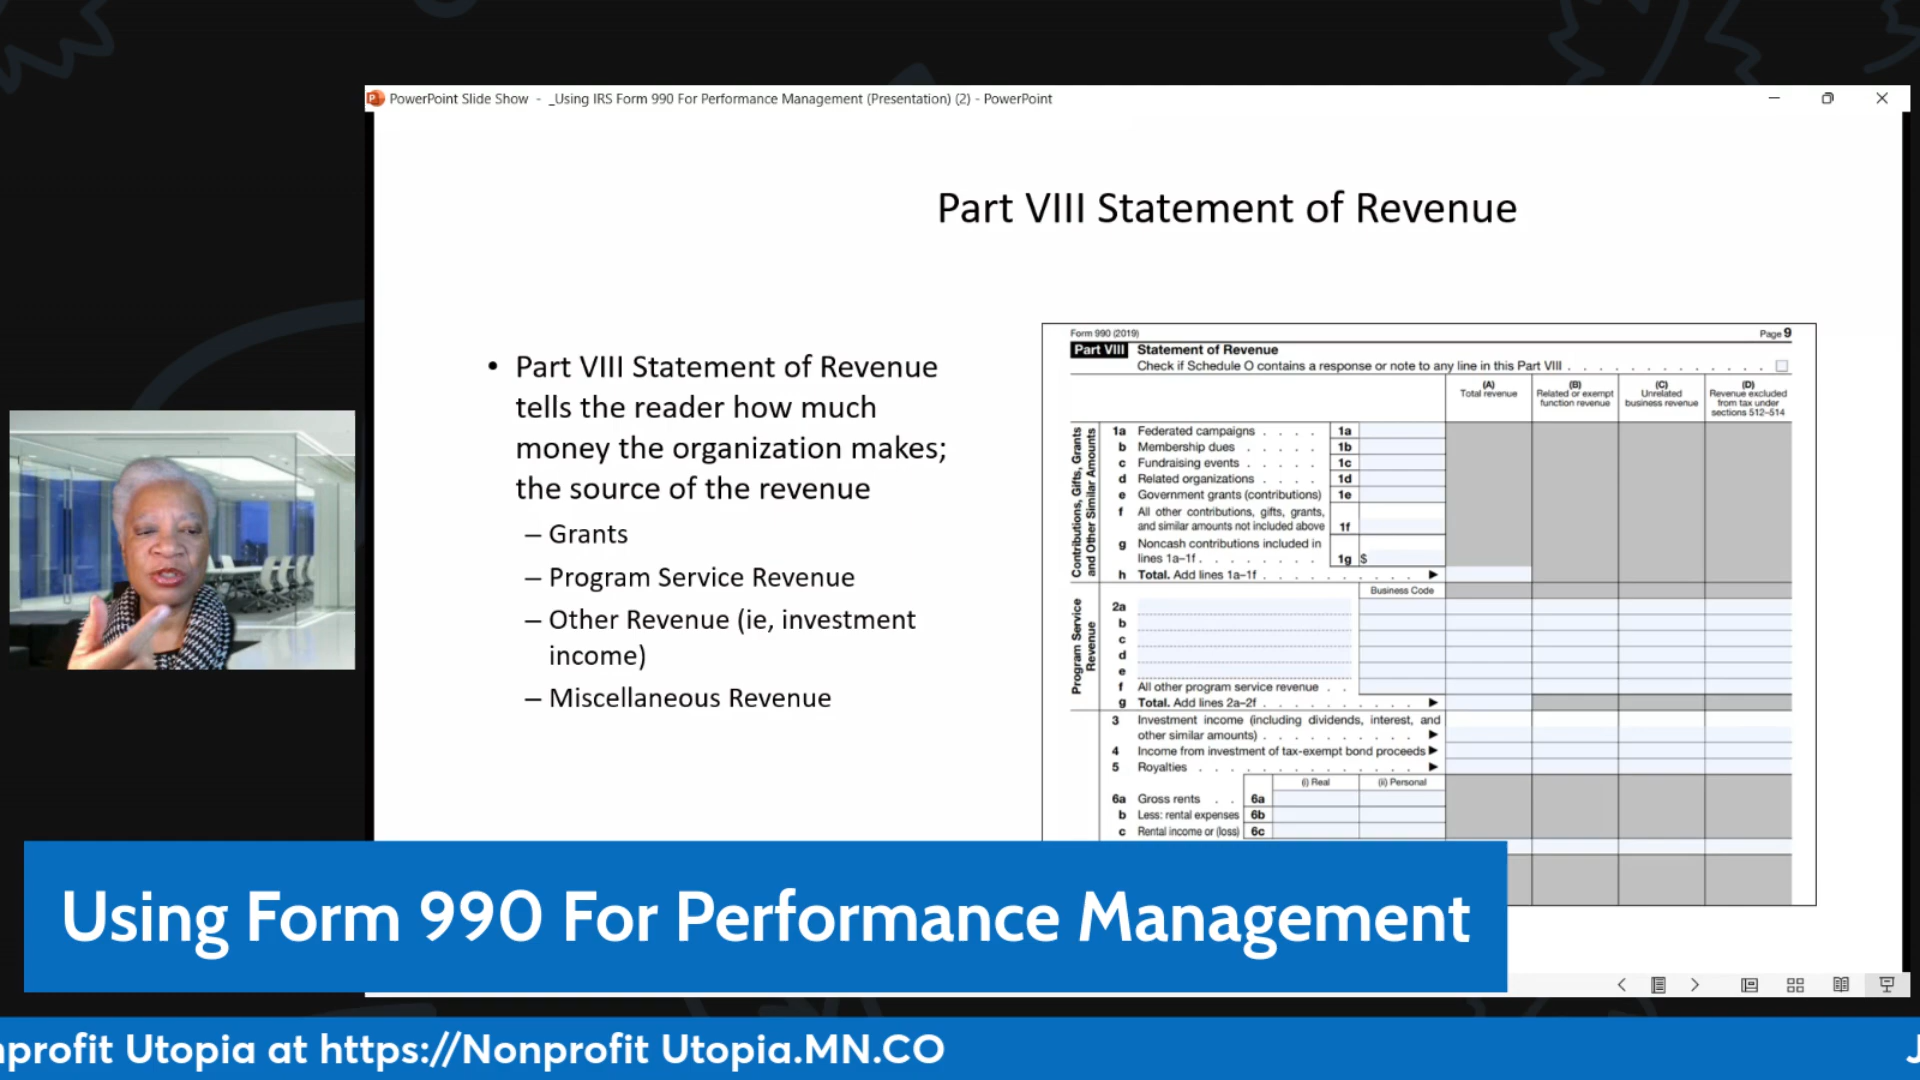 PowerPoint Slide Show - _Using IRS Form 990 For Performance Management (Presentation) (2) - PowerPoint
Part VIII Statement of Revenue
• Part VIII Statement of Revenue
tells the reader how much
money the organization makes;
the source of the revenue
– Grants
– Program Service Revenue
– Other Revenue (ie, investment
income)
– Miscellaneous Revenue
Form 990 (2019) Page 9
Part VIII Statement of Revenue
Check if Schedule O contains a response or note to any line in this Part VIII
(A)
Total revenue
(B)
Related or exempt
function revenue
(C)
Unrelated
business revenue
(D)
Revenue excluded
from tax under
sections 512–514
Contributions, Gifts, Grants
and Other Similar Amounts
1a Federated campaigns . . . . 1a
b Membership dues . . . . . 1b
c Fundraising events . . . . . 1c
d Related organizations . . . . 1d
e Government grants (contributions) 1e
f All other contributions, gifts, grants,
and similar amounts not included above 1f
g Noncash contributions included in
lines 1a–1f . . . . . . . . 1g $
h Total. Add lines 1a–1f . . . . . . . . . ▶
Business Code
Program Service
Revenue
2a
b
c
d
e
f All other program service revenue . .
g Total. Add lines 2a–2f . . . . . . . . . ▶
3 Investment income (including dividends, interest, and
other similar amounts) . . . . . . . . . ▶
4 Income from investment of tax-exempt bond proceeds ▶
5 Royalties . . . . . . . . . . . ▶
(i) Real (ii) Personal
6a Gross rents . . 6a
b Less: rental expenses 6b
c Rental income or (loss) 6c
Using Form 990 For Performance Management
nprofit Utopia at https://Nonprofit Utopia.MN.CO
J